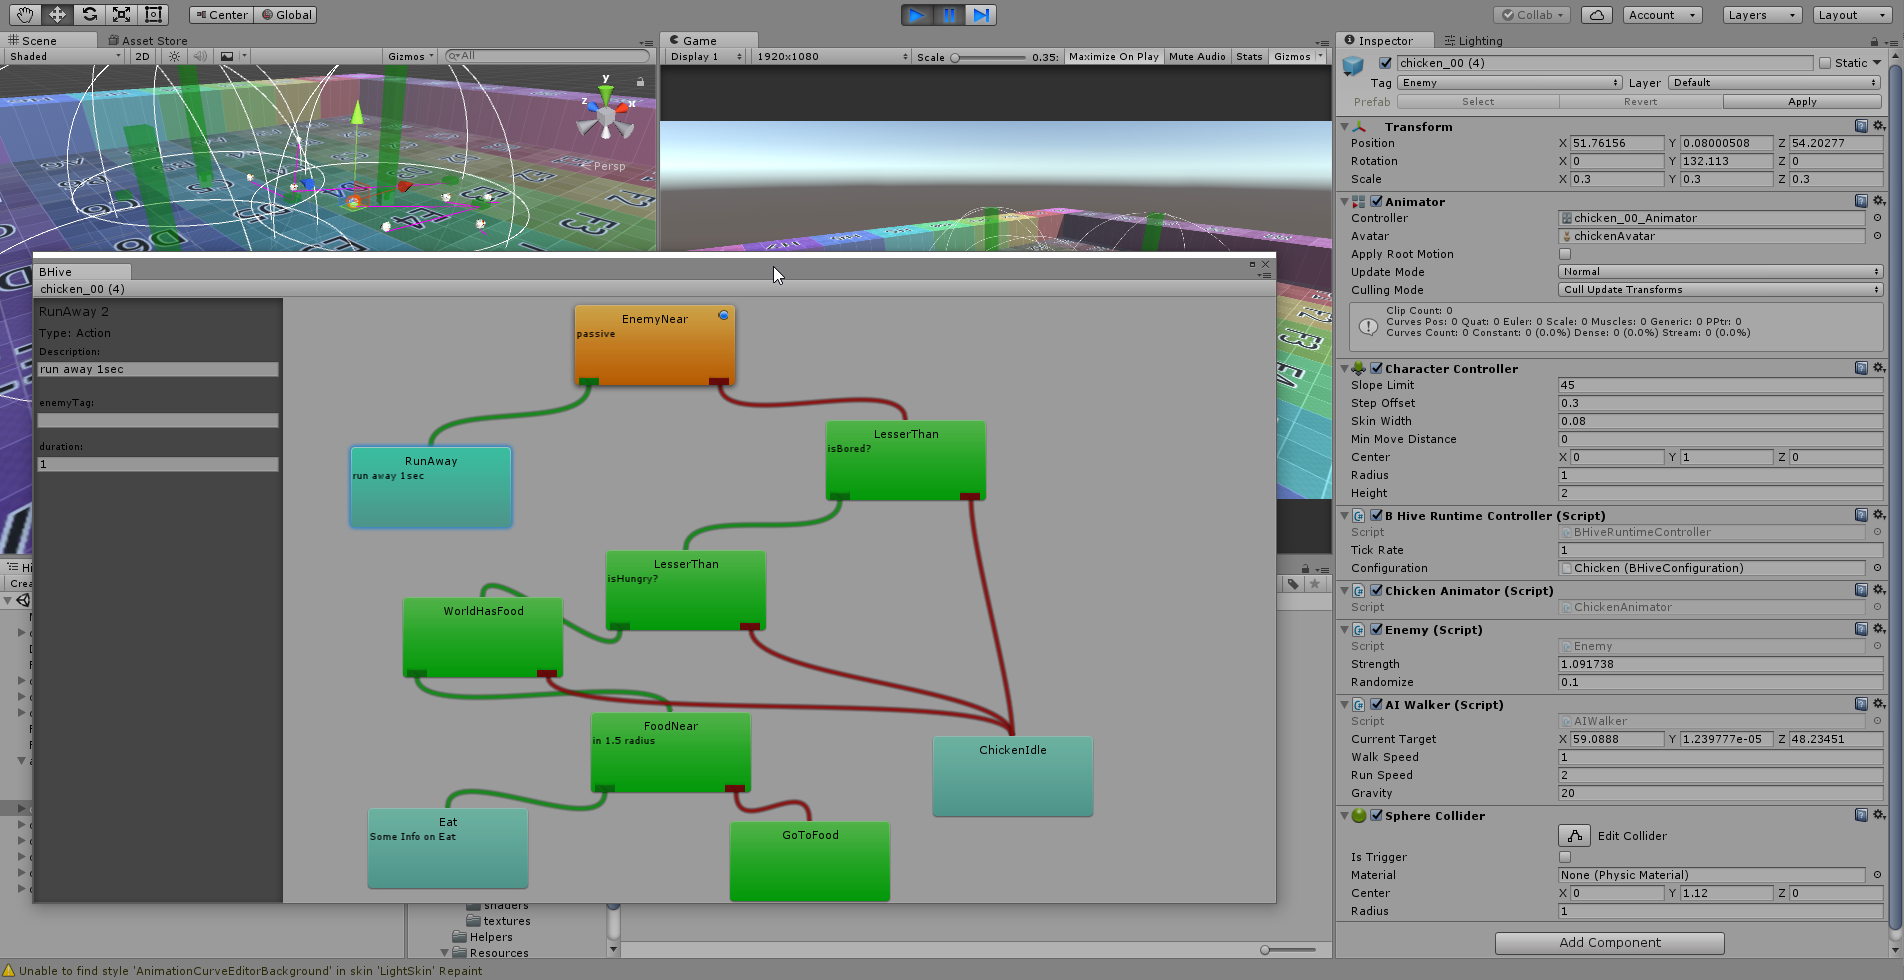 Center
Global
Collab
Account
Layers
Layout
Scene
Asset Store
Shaded
2D
Gizmos
All
y
z
x
Persp
Game
Display 1
1920x1080
Scale
0.35:
Maximize On Play
Mute Audio
Stats
Gizmos
Inspector
Lighting
chicken_00 (4)
Static
Tag
Enemy
Layer
Default
Prefab
Select
Revert
Apply
Transform
Position
X 51.76156 Y 0.08000508 Z 54.20277
Rotation
X 0 Y 132.113 Z 0
Scale
X 0.3 Y 0.3 Z 0.3
Animator
Controller
chicken_00_Animator
Avatar
chickenAvatar
Apply Root Motion
Update Mode
Normal
Culling Mode
Cull Update Transforms
Clip Count: 0
Curves Pos: 0 Quat: 0 Euler: 0 Scale: 0 Muscles: 0 Generic: 0 PPtr: 0
Curves Count: 0 Constant: 0 (0.0%) Dense: 0 (0.0%) Stream: 0 (0.0%)
Character Controller
Slope Limit
45
Step Offset
0.3
Skin Width
0.08
Min Move Distance
0
Center
X 0 Y 1 Z 0
Radius
1
Height
2
B Hive Runtime Controller (Script)
Script
BHiveRuntimeController
Tick Rate
1
Configuration
Chicken (BHiveConfiguration)
Chicken Animator (Script)
Script
ChickenAnimator
Enemy (Script)
Script
Enemy
Strength
1.091738
Randomize
0.1
AI Walker (Script)
Script
AIWalker
Current Target
X 59.0888 Y 1.239777e-05 Z 48.23451
Walk Speed
1
Run Speed
2
Gravity
20
Sphere Collider
Edit Collider
Is Trigger
Material
None (Physic Material)
Center
X 0 Y 1.12 Z 0
Radius
1
Add Component
BHive
chicken_00 (4)
RunAway 2
Type: Action
Description:
run away 1sec
enemyTag:
duration:
1
EnemyNear
passive
LesserThan
isBored?
RunAway
run away 1sec
LesserThan
isHungry?
WorldHasFood
FoodNear
in 1.5 radius
ChickenIdle
Eat
Some Info on Eat
GoToFood
Hi
Crea
shaders
textures
Helpers
Resources
Unable to find style 'AnimationCurveEditorBackground' in skin 'LightSkin' Repaint